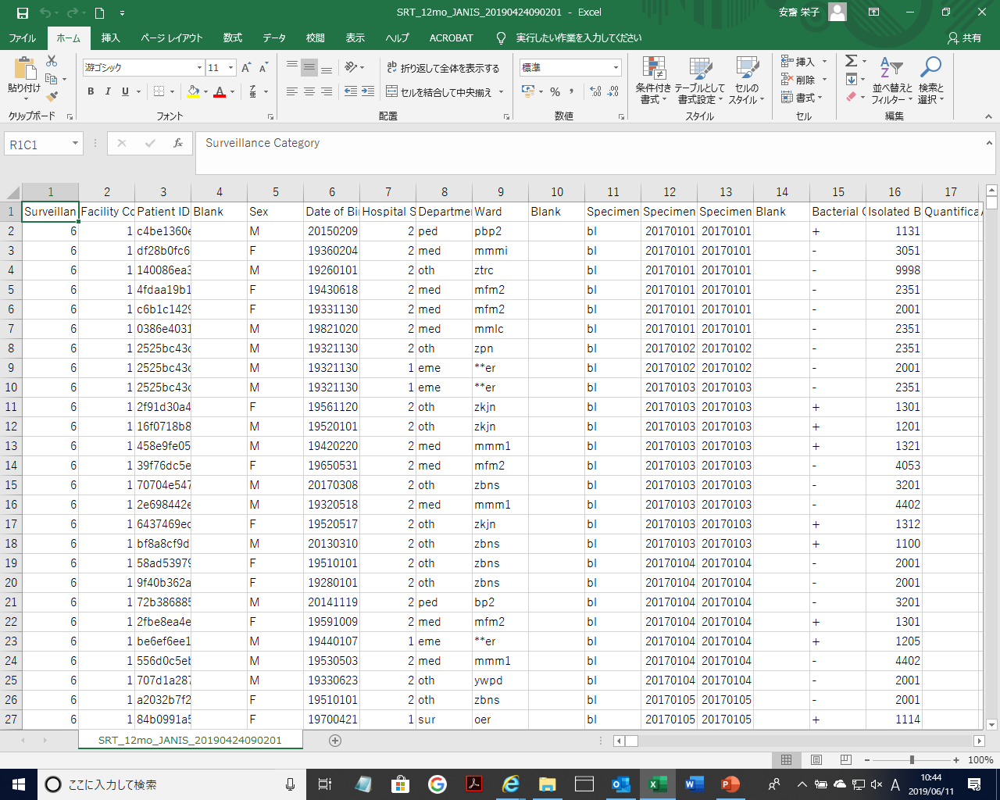 SRT_12mo_JANIS_20190424090201 - Excel 安齋 栄子
ファイル ホーム 挿入 ページ レイアウト 数式 データ 校閲 表示 ヘルプ ACROBAT 実行したい作業を入力してください 共有
游ゴシック 11 折り返して全体を表示する 標準 挿入
貼り付け B I U セルを結合して中央揃え % 条件付き 書式 テーブルとして 書式設定 セルの スタイル 削除 書式 並べ替えと フィルター 検索と 選択
クリップボード フォント 配置 数値 スタイル セル 編集
R1C1 fx Surveillance Category
1 2 3 4 5 6 7 8 9 10 11 12 13 14 15 16 17
1 Surveillan Facility Co Patient ID Blank Sex Date of Bi Hospital S Departme Ward Blank Specimen Specimen Specimen Blank Bacterial Isolated B Quantifica
2 6 1 c4be1360e M 20150209 2 ped pbp2 bl 20170101 20170101 + 1131
3 6 1 df28b0fc6 F 19360204 2 med mmmi bl 20170101 20170101 - 3051
4 6 1 140086ea3 M 19260101 2 oth ztrc bl 20170101 20170101 - 9998
5 6 1 4fdaa19b1 F 19430618 2 med mfm2 bl 20170101 20170101 - 2351
6 6 1 c6b1c1429 F 19331130 2 med mfm2 bl 20170101 20170101 - 2001
7 6 1 0386e4031 M 19821020 2 med mmlc bl 20170101 20170101 - 2351
8 6 1 2525bc43c M 19321130 2 oth zpn bl 20170102 20170102 - 2351
9 6 1 2525bc43c M 19321130 1 eme **er bl 20170102 20170102 - 2001
10 6 1 2525bc43c M 19321130 1 eme **er bl 20170103 20170103 - 2351
11 6 1 2f91d30a4 F 19561120 2 oth zkjn bl 20170103 20170103 + 1301
12 6 1 16f0718b8 M 19520101 2 oth zkjn bl 20170103 20170103 + 1201
13 6 1 458e9fe05 M 19420220 2 med mmm1 bl 20170103 20170103 + 1321
14 6 1 39f76dc5e F 19650531 2 med mfm2 bl 20170103 20170103 - 4053
15 6 1 70704e547 M 20170308 2 oth zbns bl 20170103 20170103 - 3201
16 6 1 2e698442e M 19320518 2 med mmm1 bl 20170103 20170103 - 4402
17 6 1 6437469ec F 19520517 2 oth zkjn bl 20170103 20170103 + 1312
18 6 1 bf8a8cf9d M 20130310 2 oth zbns bl 20170103 20170103 + 1100
19 6 1 58ad53979 F 19510101 2 oth zbns bl 20170104 20170104 - 2001
20 6 1 9f40b362a F 19280101 2 oth zbns bl 20170104 20170104 - 2001
21 6 1 72b386885 M 20141119 2 ped bp2 bl 20170104 20170104 - 3201
22 6 1 2fbe8ea4e F 19591009 2 med mfm2 bl 20170104 20170104 + 1301
23 6 1 be6ef6ee1 M 19440107 1 eme **er bl 20170104 20170104 + 1205
24 6 1 556d0c5eb M 19530503 2 med mmm1 bl 20170104 20170104 - 4402
25 6 1 707d1a287 M 19330623 2 oth ywpd bl 20170104 20170104 - 2001
26 6 1 a2032b7f2 F 19510101 2 oth zbns bl 20170105 20170105 - 2001
27 6 1 84b0991a5 F 19700421 1 sur oer bl 20170105 20170105 + 1114
SRT_12mo_JANIS_20190424090201
100%
ここに入力して検索 A 10:44
2019/06/11